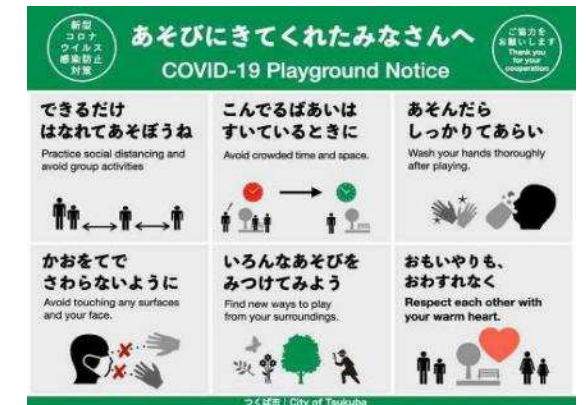 新型
コロナ
ウイルス
感染防止
対策
あそびにきてくれたみなさんへ
COVID-19 Playground Notice
ご協力を
お願いします
Thank you
for your
cooperation
できるだけ
はなれてあそぼうね
Practice social distancing and
avoid group activities
こんでるばあいは
すいているときに
Avoid crowded time and space.
あそんだら
しっかりてあらい
Wash your hands thoroughly
after playing.
かおをてで
さわらないように
Avoid touching any surfaces
and your face.
いろんなあそびを
みつけてみよう
Find new ways to play
from your surroundings.
おもいやりも、
おわすれなく
Respect each other with
your warm heart.
つくば市 | City of Tsukuba